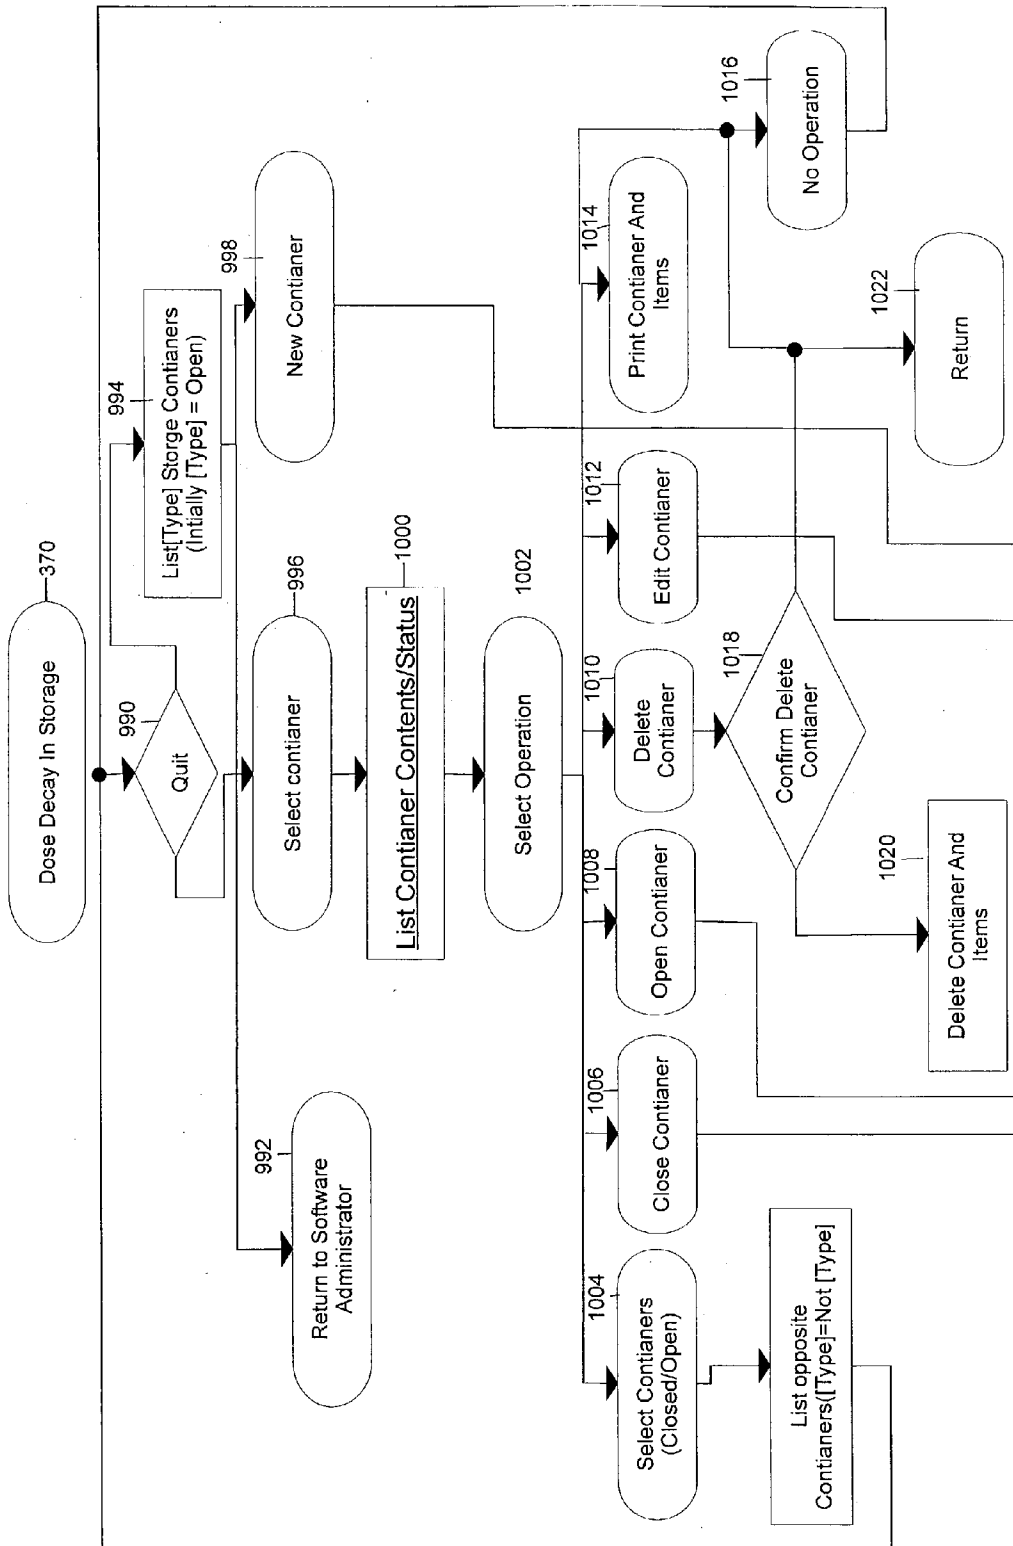 Dose Decay In Storage
370
990
Quit
994
List[Type] Storge Contianers
(Intially [Type] = Open)
992
Return to Software
Administrator
996
Select contianer
998
New Contianer
1000
List Contianer Contents/Status
1002
Select Operation
1004
Select Contianers
(Closed/Open)
1006
Close Contianer
1008
Open Contianer
1010
Delete
Contianer
1012
Edit Contianer
1014
Print Contianer And
Items
1016
No Operation
List opposite
Contianers([Type]=Not [Type]
1018
Confirm Delete
Contianer
1020
Delete Contianer And
Items
1022
Return